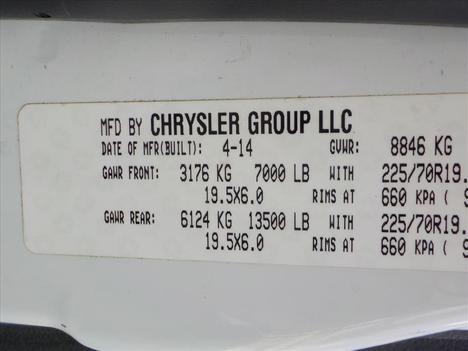 MFD BY CHRYSLER GROUP LLC
DATE OF MFR(BUILT): 4-14 GVWR: 8846 KG
GAWR FRONT: 3176 KG 7000 LB WITH 225/70R19.
19.5X6.0 RIMS AT 660 KPA (
GAWR REAR: 6124 KG 13500 LB WITH 225/70R19.
19.5X6.0 RIMS AT 660 KPA (